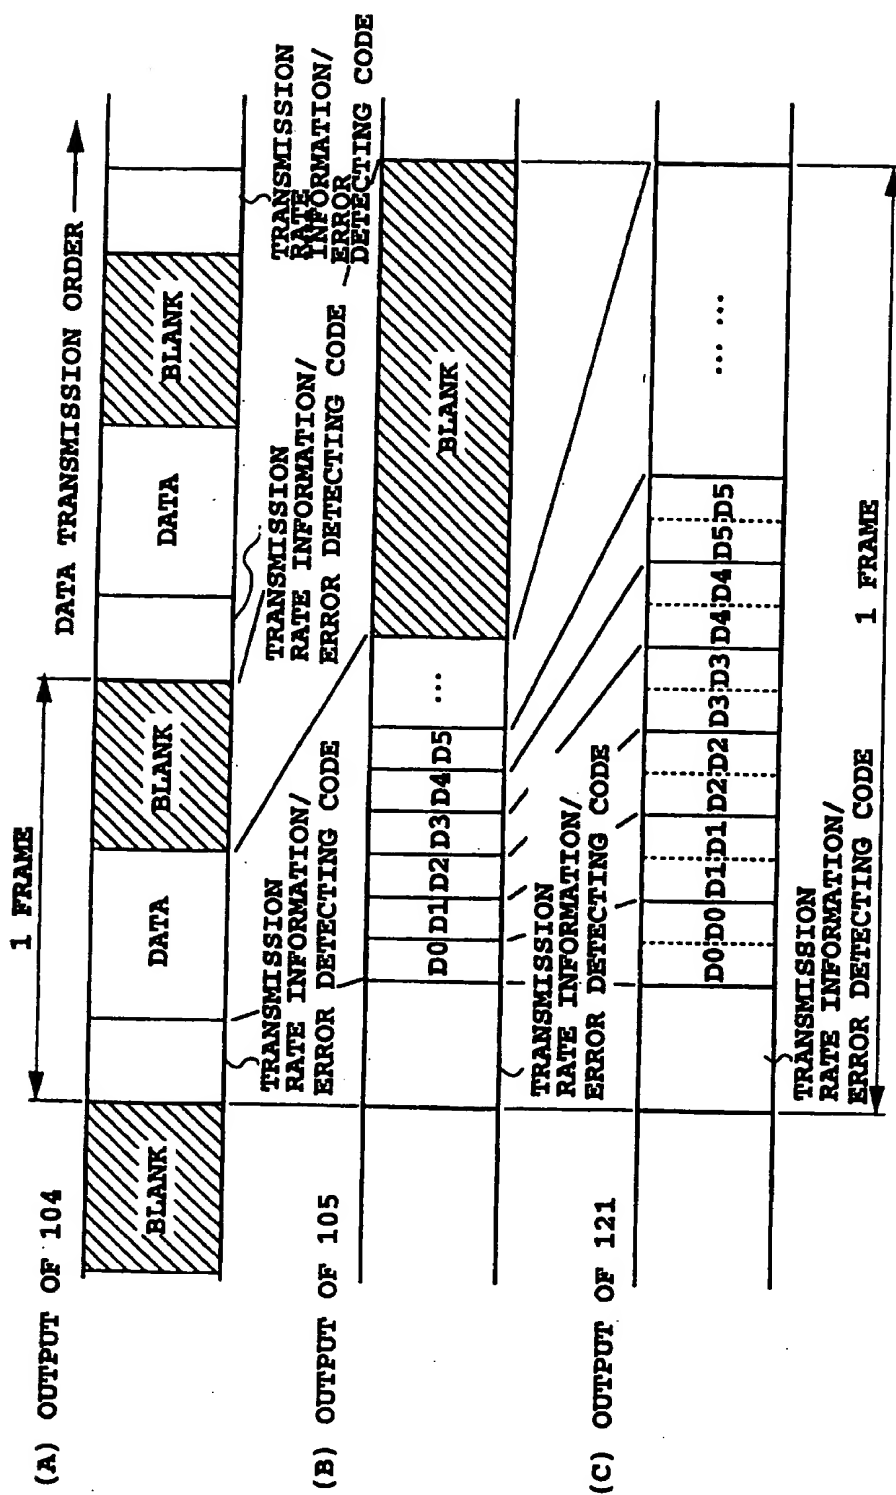 DATA TRANSMISSION ORDER
1 FRAME
(A) OUTPUT OF 104
BLANK
DATA
BLANK
DATA
BLANK
TRANSMISSION
RATE INFORMATION/
ERROR DETECTING CODE
TRANSMISSION
RATE INFORMATION/
ERROR DETECTING CODE
TRANSMISSION
RATE
INFORMATION/
ERROR
DETECTING CODE
(B) OUTPUT OF 105
D0 D1 D2 D3 D4 D5 ...
BLANK
TRANSMISSION
RATE INFORMATION/
ERROR DETECTING CODE
(C) OUTPUT OF 121
D0 D0 D1 D1 D2 D2 D3 D3 D4 D4 D5 D5 ... ...
TRANSMISSION
RATE INFORMATION/
ERROR DETECTING CODE
1 FRAME